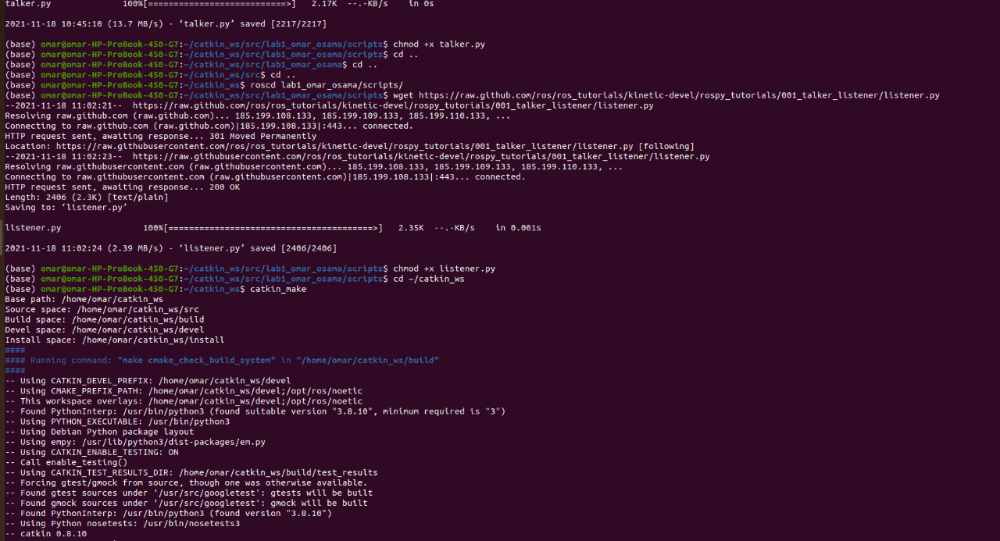 talker.py              100%[===========================>]   2.17K  --.-KB/s    in 0s
2021-11-18 10:45:10 (13.7 MB/s) - ‘talker.py’ saved [2217/2217]
(base) omar@omar-HP-ProBook-450-G7:~/catkin_ws/src/lab1_omar_osama/scripts$ chmod +x talker.py
(base) omar@omar-HP-ProBook-450-G7:~/catkin_ws/src/lab1_omar_osama/scripts$ cd ..
(base) omar@omar-HP-ProBook-450-G7:~/catkin_ws/src/lab1_omar_osama$ cd ..
(base) omar@omar-HP-ProBook-450-G7:~/catkin_ws/src$ cd ..
(base) omar@omar-HP-ProBook-450-G7:~/catkin_ws$ roscd lab1_omar_osama/scripts/
(base) omar@omar-HP-ProBook-450-G7:~/catkin_ws/src/lab1_omar_osama/scripts$ wget https://raw.github.com/ros/ros_tutorials/kinetic-devel/rospy_tutorials/001_talker_listener/listener.py
--2021-11-18 11:02:21--  https://raw.github.com/ros/ros_tutorials/kinetic-devel/rospy_tutorials/001_talker_listener/listener.py
Resolving raw.github.com (raw.github.com)... 185.199.108.133, 185.199.109.133, 185.199.110.133, ...
Connecting to raw.github.com (raw.github.com)|185.199.108.133|:443... connected.
HTTP request sent, awaiting response... 301 Moved Permanently
Location: https://raw.githubusercontent.com/ros/ros_tutorials/kinetic-devel/rospy_tutorials/001_talker_listener/listener.py [following]
--2021-11-18 11:02:23--  https://raw.githubusercontent.com/ros/ros_tutorials/kinetic-devel/rospy_tutorials/001_talker_listener/listener.py
Resolving raw.githubusercontent.com (raw.githubusercontent.com)... 185.199.108.133, 185.199.109.133, 185.199.110.133, ...
Connecting to raw.githubusercontent.com (raw.githubusercontent.com)|185.199.108.133|:443... connected.
HTTP request sent, awaiting response... 200 OK
Length: 2406 (2.3K) [text/plain]
Saving to: ‘listener.py’
listener.py                100%[========================================>]   2.35K  --.-KB/s    in 0.001s
2021-11-18 11:02:24 (2.39 MB/s) - ‘listener.py’ saved [2406/2406]
(base) omar@omar-HP-ProBook-450-G7:~/catkin_ws/src/lab1_omar_osama/scripts$ chmod +x listener.py
(base) omar@omar-HP-ProBook-450-G7:~/catkin_ws/src/lab1_omar_osama/scripts$ cd ~/catkin_ws
(base) omar@omar-HP-ProBook-450-G7:~/catkin_ws$ catkin_make
Base path: /home/omar/catkin_ws
Source space: /home/omar/catkin_ws/src
Build space: /home/omar/catkin_ws/build
Devel space: /home/omar/catkin_ws/devel
Install space: /home/omar/catkin_ws/install
####
#### Running command: "make cmake_check_build_system" in "/home/omar/catkin_ws/build"
####
-- Using CATKIN_DEVEL_PREFIX: /home/omar/catkin_ws/devel
-- Using CMAKE_PREFIX_PATH: /home/omar/catkin_ws/devel;/opt/ros/noetic
-- This workspace overlays: /home/omar/catkin_ws/devel;/opt/ros/noetic
-- Found PythonInterp: /usr/bin/python3 (found suitable version "3.8.10", minimum required is "3")
-- Using PYTHON_EXECUTABLE: /usr/bin/python3
-- Using Debian Python package layout
-- Using empy: /usr/lib/python3/dist-packages/em.py
-- Using CATKIN_ENABLE_TESTING: ON
-- Call enable_testing()
-- Using CATKIN_TEST_RESULTS_DIR: /home/omar/catkin_ws/build/test_results
-- Forcing gtest/gmock from source, though one was otherwise available.
-- Found gtest sources under '/usr/src/googletest': gtests will be built
-- Found gmock sources under '/usr/src/googletest': gmock will be built
-- Found PythonInterp: /usr/bin/python3 (found version "3.8.10")
-- Using Python nosetests: /usr/bin/nosetests3
-- catkin 0.8.10